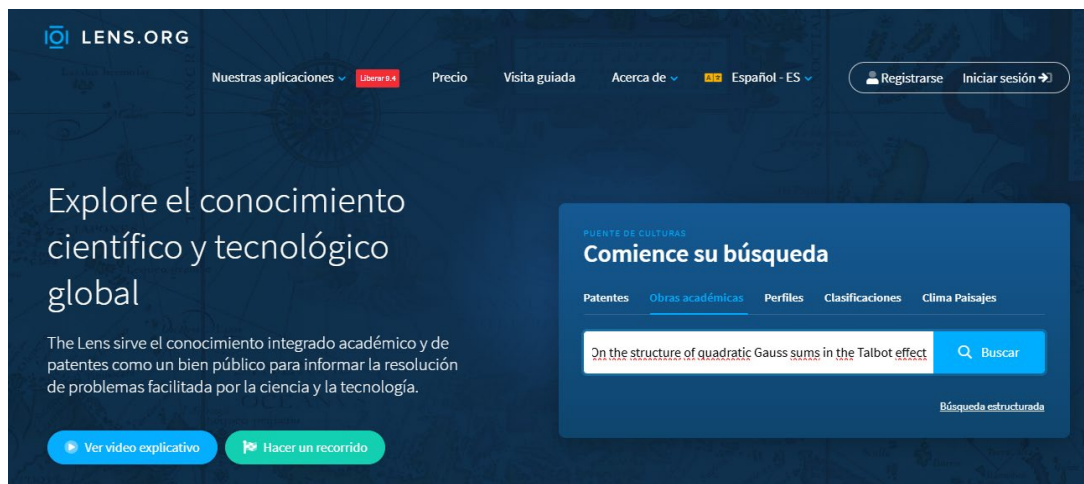 LENS.ORG
Nuestras aplicaciones Liberar 9.4 Precio Visita guiada Acerca de Español - ES Registrarse Iniciar sesión
Explore el conocimiento
científico y tecnológico
global
The Lens sirve el conocimiento integrado académico y de
patentes como un bien público para informar la resolución
de problemas facilitada por la ciencia y la tecnología.
Ver video explicativo Hacer un recorrido
PUENTE DE CULTURAS
Comience su búsqueda
Patentes Obras académicas Perfiles Clasificaciones Clima Paisajes
On the structure of quadratic Gauss sums in the Talbot effect Buscar
Búsqueda estructurada